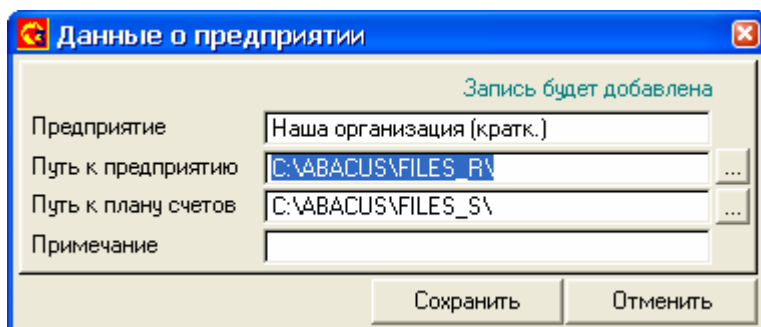 Данные о предприятии
Запись будет добавлена
Предприятие Наша организация (кратк.)
Путь к предприятию C:\ABACUS\FILES_R\ ...
Путь к плану счетов C:\ABACUS\FILES_S\ ...
Примечание
Сохранить Отменить